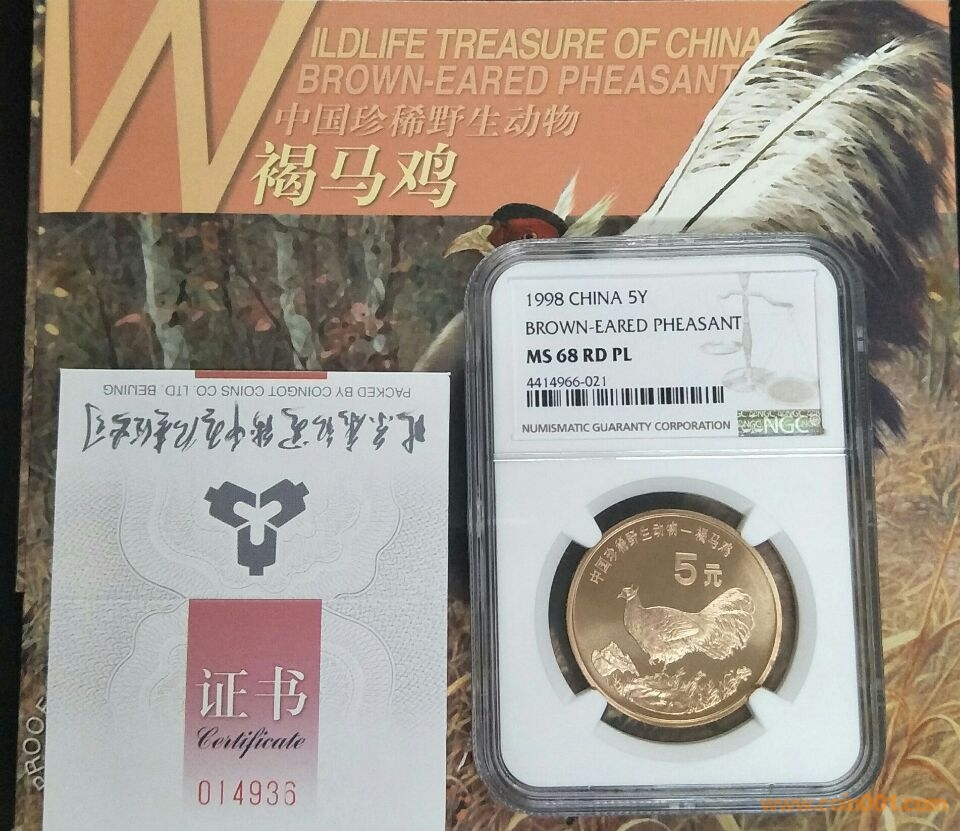 WILDLIFE TREASURE OF CHINA
BROWN-EARED PHEASANT
中国珍稀野生动物
褐马鸡
1998 CHINA 5Y
BROWN-EARED PHEASANT
MS 68 RD PL
4414966-021
NUMISMATIC GUARANTY CORPORATION
NGC
PACKED BY COINGOT COINS CO LTD. BEIJING
证书
Certificate
014936
中国珍稀野生动物—褐马鸡
5元
PROOF